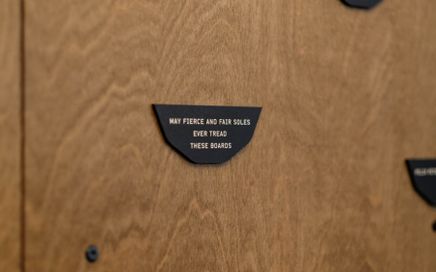 MAY FIERCE AND FAIR SOLES
EVER TREAD
THESE BOARDS